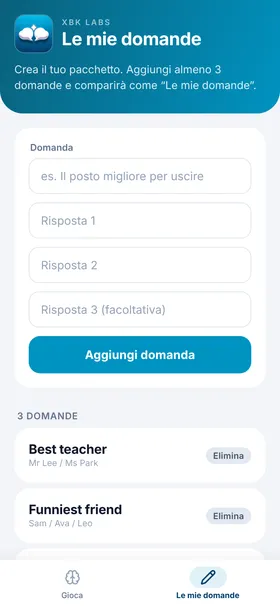 XBK LABS
Le mie domande
Crea il tuo pacchetto. Aggiungi almeno 3
domande e comparirà come “Le mie domande”.
Domanda
es. Il posto migliore per uscire
Risposta 1
Risposta 2
Risposta 3 (facoltativa)
Aggiungi domanda
3 DOMANDE
Best teacher
Mr Lee / Ms Park
Elimina
Funniest friend
Sam / Ava / Leo
Elimina
Gioca
Le mie domande